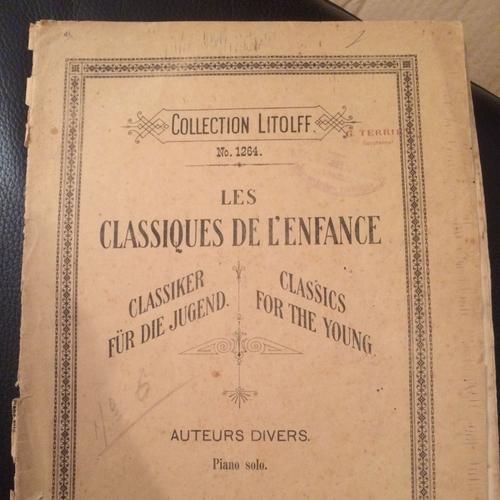 COLLECTION LITOLFF.
No. 1264.
LES
CLASSIQUES DE L'ENFANCE
CLASSIKER
FÜR DIE JUGEND.
CLASSICS
FOR THE YOUNG.
AUTEURS DIVERS.
Piano solo.